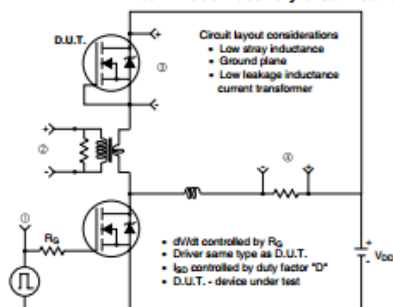 D.U.T.
+
③
-
Circuit layout considerations
• Low stray inductance
• Ground plane
• Low leakage inductance
current transformer
+
②
-
-
④
+
①
RG
• dV/dt controlled by RG
• Driver same type as D.U.T.
• ISD controlled by duty factor "D"
• D.U.T. - device under test
+
-
VDD